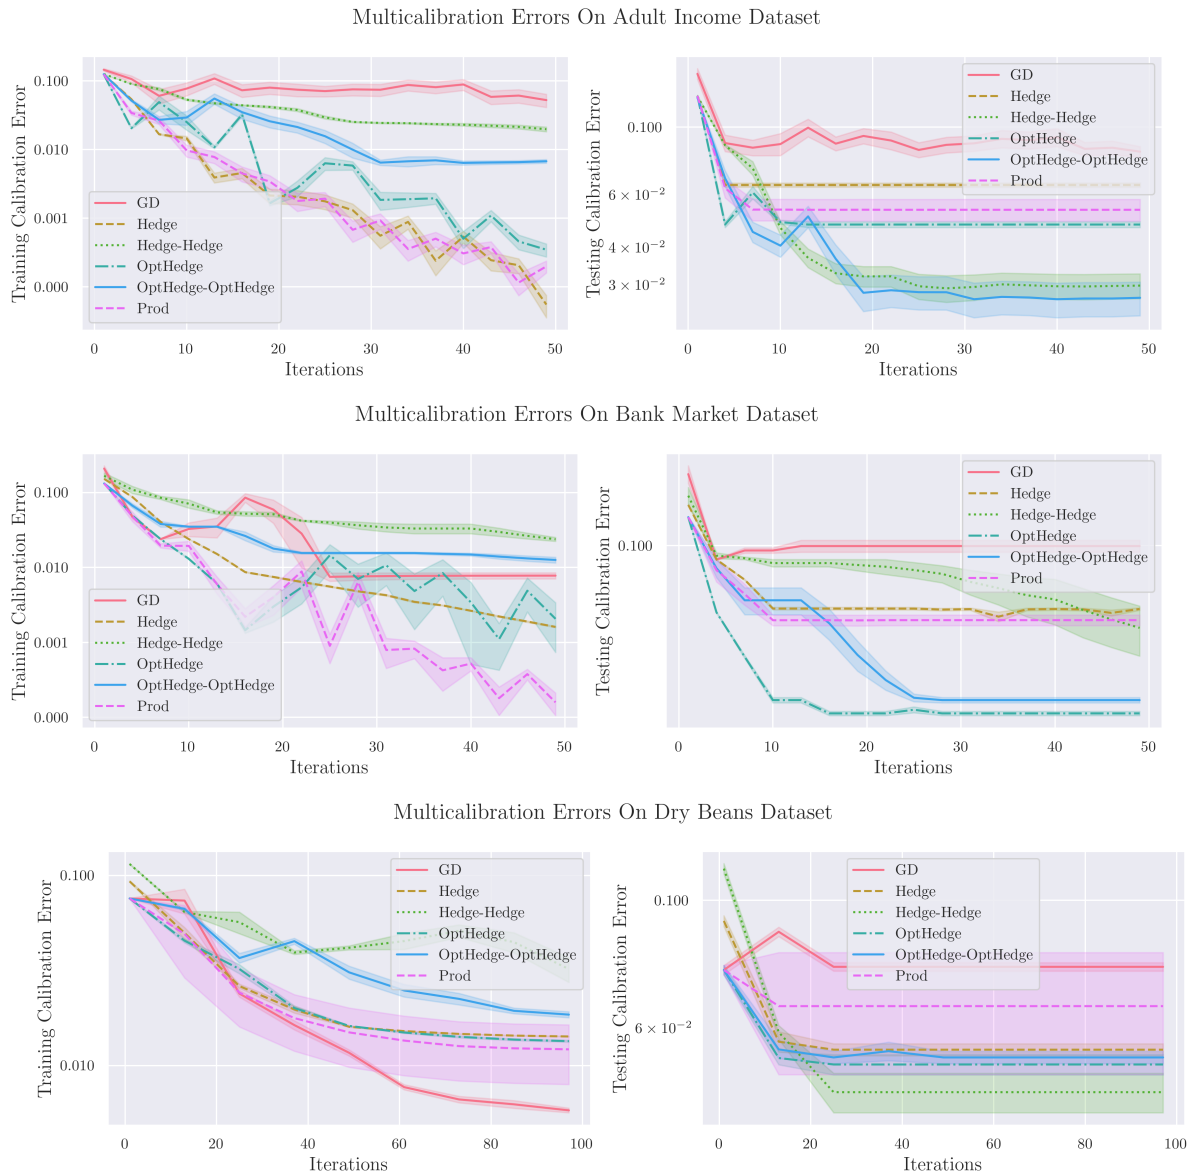 Multicalibration Errors On Adult Income Dataset
Training Calibration Error
0.100
0.010
0.001
0.000
GD
Hedge
Hedge-Hedge
OptHedge
OptHedge-OptHedge
Prod
0 10 20 30 40 50
Iterations
Testing Calibration Error
0.100
6 × 10⁻²
4 × 10⁻²
3 × 10⁻²
GD
Hedge
Hedge-Hedge
OptHedge
OptHedge-OptHedge
Prod
0 10 20 30 40 50
Iterations
Multicalibration Errors On Bank Market Dataset
Training Calibration Error
0.100
0.010
0.001
0.000
GD
Hedge
Hedge-Hedge
OptHedge
OptHedge-OptHedge
Prod
0 10 20 30 40 50
Iterations
Testing Calibration Error
0.100
GD
Hedge
Hedge-Hedge
OptHedge
OptHedge-OptHedge
Prod
0 10 20 30 40 50
Iterations
Multicalibration Errors On Dry Beans Dataset
Training Calibration Error
0.100
0.010
GD
Hedge
Hedge-Hedge
OptHedge
OptHedge-OptHedge
Prod
0 20 40 60 80 100
Iterations
Testing Calibration Error
0.100
6 × 10⁻²
GD
Hedge
Hedge-Hedge
OptHedge
OptHedge-OptHedge
Prod
0 20 40 60 80 100
Iterations